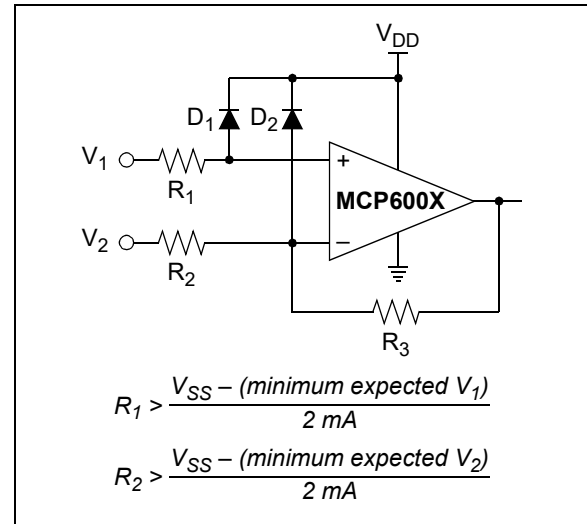 V_DD
D_1 D_2
V_1
R_1
+
MCP600X
V_2
R_2
−
R_3
R_1 > V_SS – (minimum expected V_1) / 2 mA
R_2 > V_SS – (minimum expected V_2) / 2 mA